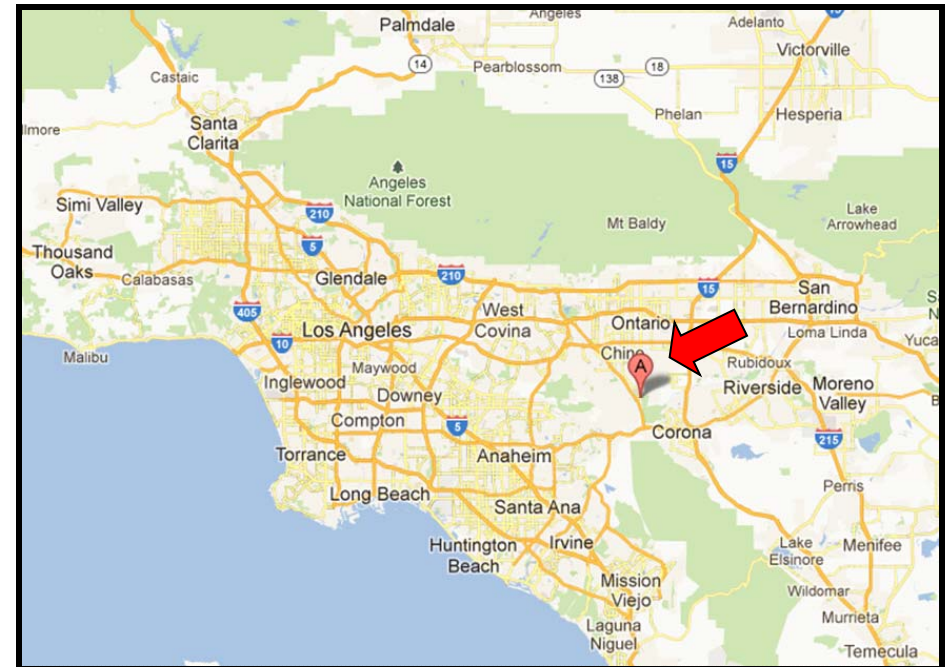 Palmdale
Angeles
Adelanto
Victorville
Castaic
14
Pearblossom
138
18
Phelan
Hesperia
lmore
Santa
Clarita
15
Angeles
National Forest
Simi Valley
210
Mt Baldy
Lake
Arrowhead
Thousand
Oaks
5
Calabasas
Glendale
210
15
San
Bernardino
405
West
Covina
Ontario
Los Angeles
Loma Linda
Yuca
10
Malibu
Maywood
Chino
A
Rubidoux
Inglewood
Downey
Riverside
Moreno
Valley
Compton
5
Corona
215
Torrance
Anaheim
Long Beach
Perris
Santa Ana
Huntington
Beach
Irvine
Lake
Elsinore
Menifee
Mission
Viejo
Wildomar
Laguna
Niguel
Murrieta
Temecula